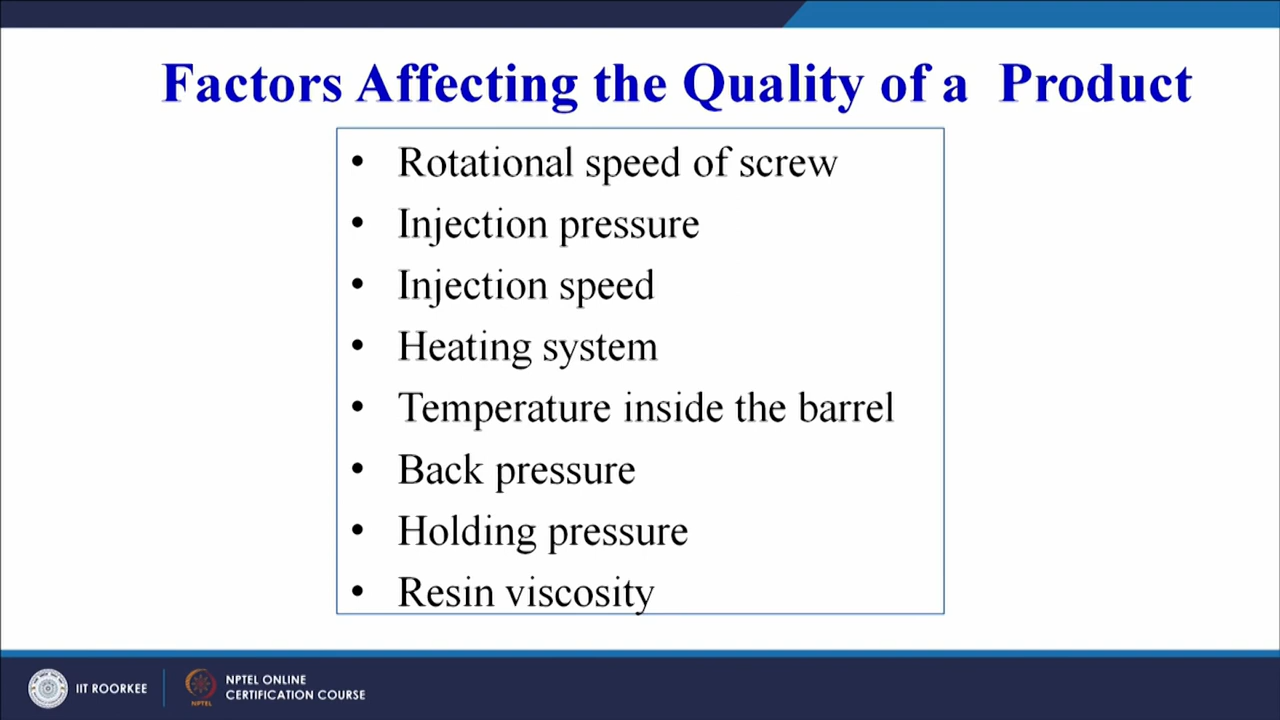 Factors Affecting the Quality of a Product
• Rotational speed of screw
• Injection pressure
• Injection speed
• Heating system
• Temperature inside the barrel
• Back pressure
• Holding pressure
• Resin viscosity
IIT ROORKEE
NPTEL
NPTEL ONLINE
CERTIFICATION COURSE